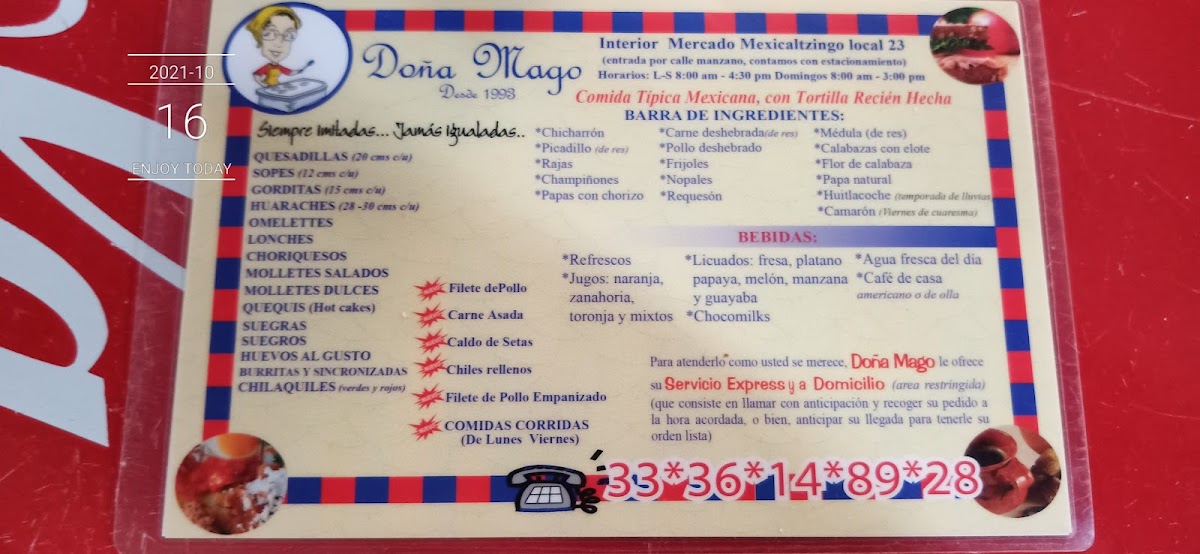 2021-10
16
ENJOY TODAY
Doña Mago
Desde 1993
Interior Mercado Mexicaltzingo local 23
(entrada por calle manzano, contamos con estacionamiento)
Horarios: L-S 8:00 am - 4:30 pm Domingos 8:00 am - 3:00 pm
Comida Típica Mexicana, con Tortilla Recién Hecha
Siempre Imitadas... Jamás Igualadas..
QUESADILLAS (20 cms c/u)
SOPES (12 cms c/u)
GORDITAS (15 cms c/u)
HUARACHES (28 -30 cms c/u)
OMELETTES
LONCHES
CHORIQUESOS
MOLLETES SALADOS
MOLLETES DULCES
QUEQUIS (Hot cakes)
SUEGRAS
SUEGROS
HUEVOS AL GUSTO
BURRITAS Y SINCRONIZADAS
CHILAQUILES (verdes y rojos)
Filete dePollo
Carne Asada
Caldo de Setas
Chiles rellenos
Filete de Pollo Empanizado
COMIDAS CORRIDAS
(De Lunes Viernes)
BARRA DE INGREDIENTES:
*Chicharrón
*Picadillo (de res)
*Rajas
*Champiñones
*Papas con chorizo
*Carne deshebrada(de res)
*Pollo deshebrado
*Frijoles
*Nopales
*Requesón
*Médula (de res)
*Calabazas con elote
*Flor de calabaza
*Papa natural
*Huitlacoche (temporada de lluvias
*Camarón (Viernes de cuaresma)
BEBIDAS:
*Refrescos
*Jugos: naranja,
zanahoria,
toronja y mixtos
*Licuados: fresa, platano
papaya, melón, manzana
y guayaba
*Chocomilks
*Agua fresca del día
*Café de casa
americano o de olla
Para atenderlo como usted se merece, Doña Mago le ofrece
su Servicio Express y a Domicilio (area restringida)
(que consiste en llamar con anticipación y recoger su pedido a
la hora acordada, o bien, anticipar su llegada para tenerle su
orden lista)
33*36*14*89*28